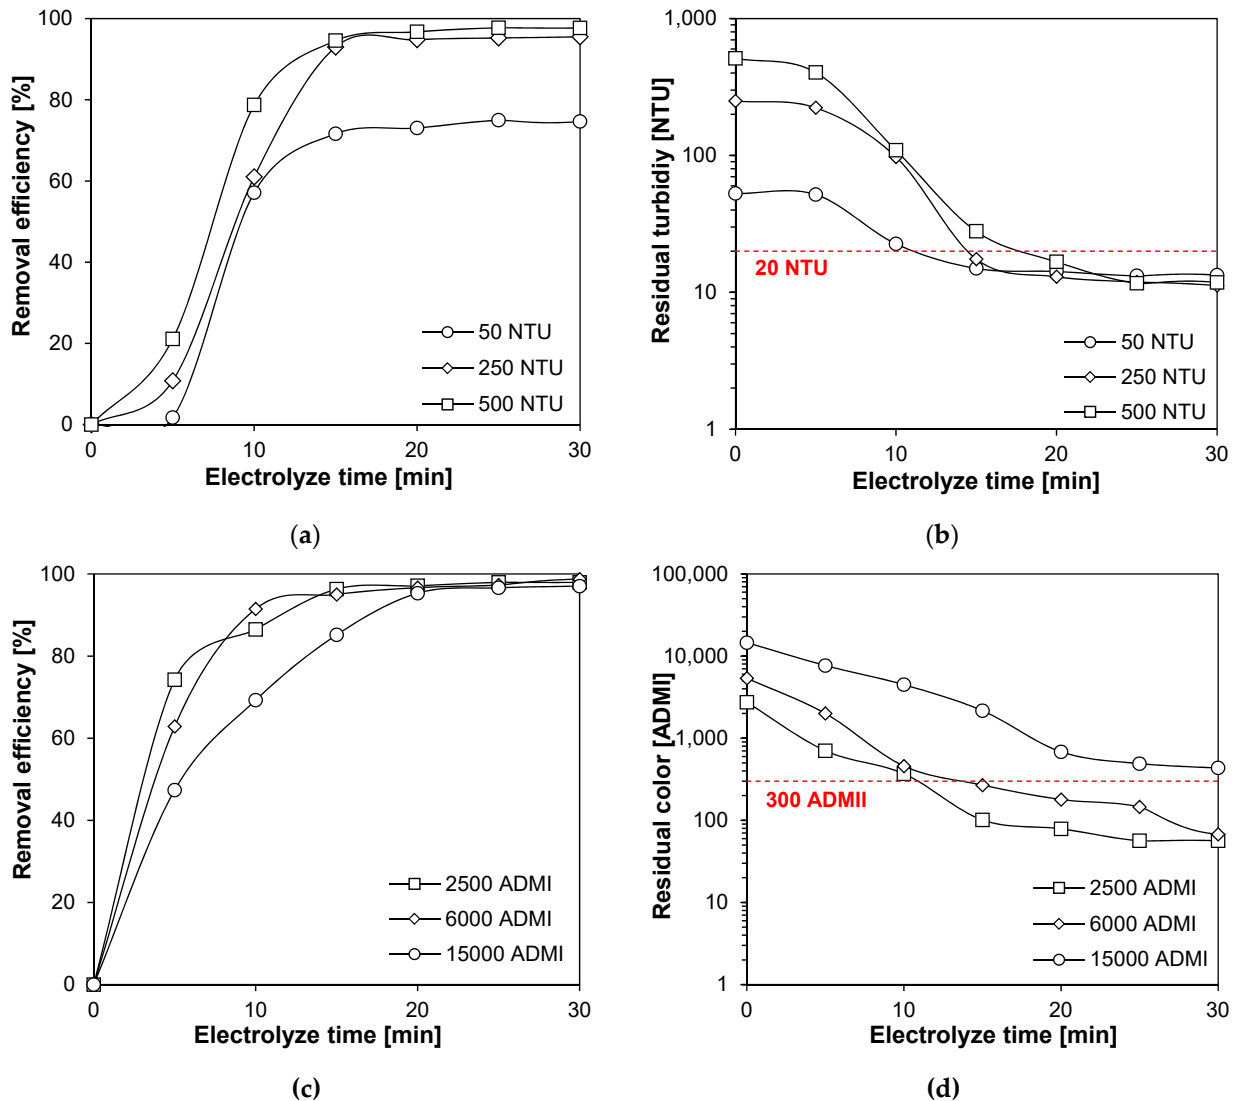 100
80
60
40
20
0
Removal efficiency [%]
50 NTU
250 NTU
500 NTU
0
10
20
30
Electrolyze time [min]
(a)
1,000
100
10
1
Residual turbidiy [NTU]
20 NTU
50 NTU
250 NTU
500 NTU
0
10
20
30
Electrolyze time [min]
(b)
100
80
60
40
20
0
Removal efficiency [%]
2500 ADMI
6000 ADMI
15000 ADMI
0
10
20
30
Electrolyze time [min]
(c)
100,000
10,000
1,000
100
10
1
Residual color [ADMI]
300 ADMII
2500 ADMI
6000 ADMI
15000 ADMI
0
10
20
30
Electrolyze time [min]
(d)